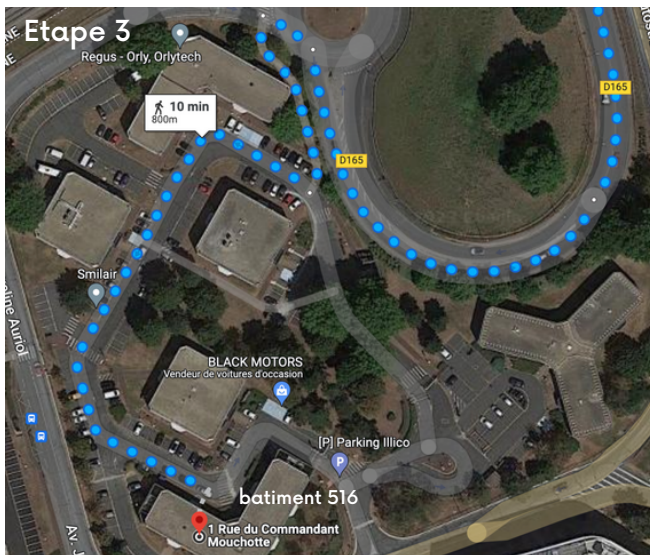 Etape 3
Regus - Orly, Orlytech
10 min
800m
D165
D165
Smilair
BLACK MOTORS
Vendeur de voitures d'occasion
[P] Parking Illico
P
batiment 516
1 Rue du Commandant
Mouchotte
Av. J